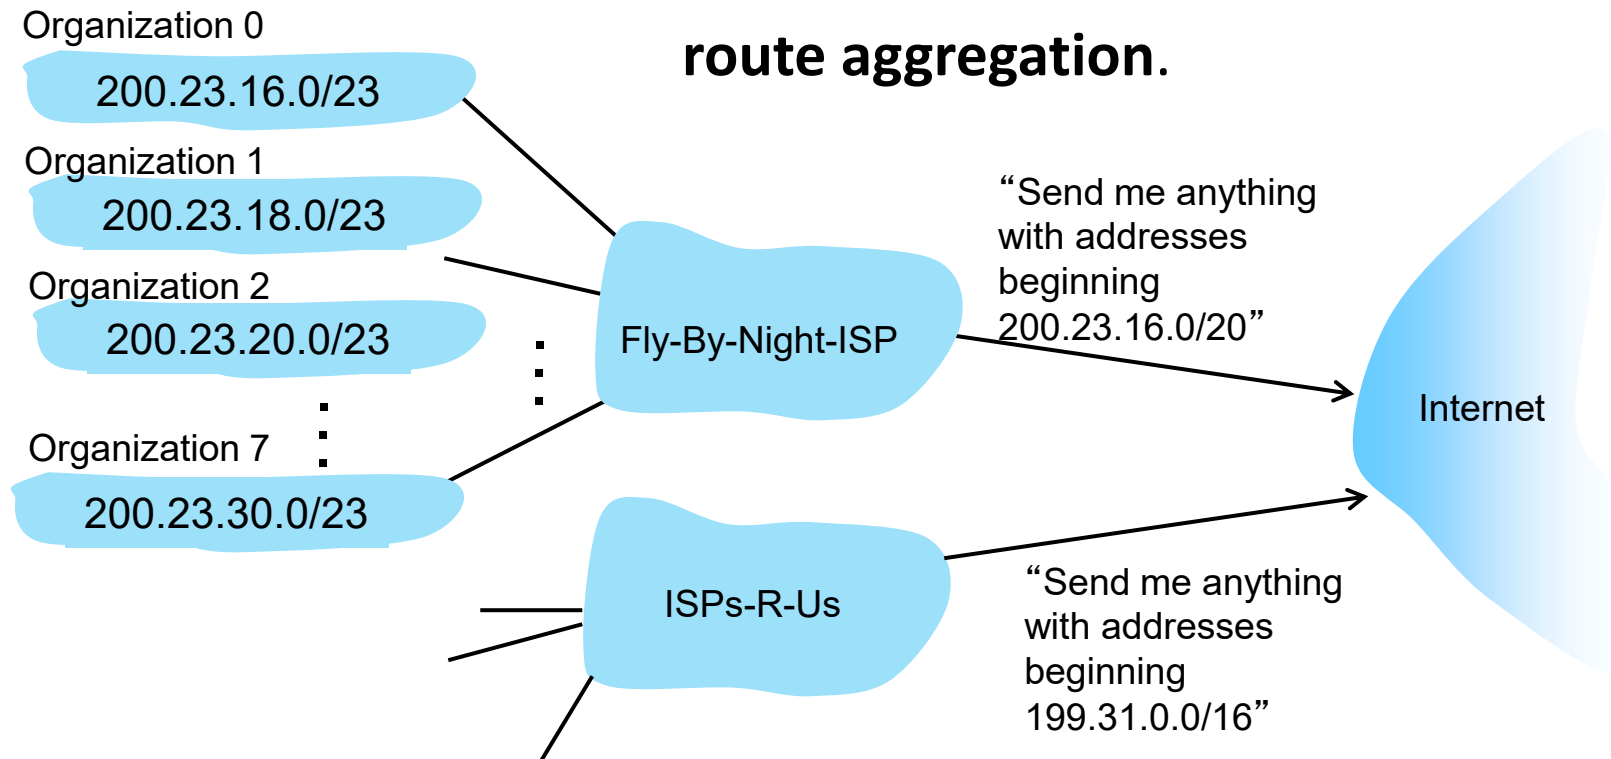 Organization 0
200.23.16.0/23
route aggregation.
Organization 1
200.23.18.0/23
Organization 2
200.23.20.0/23
Organization 7
200.23.30.0/23
Fly-By-Night-ISP
“Send me anything
with addresses
beginning
200.23.16.0/20”
Internet
ISPs-R-Us
“Send me anything
with addresses
beginning
199.31.0.0/16”